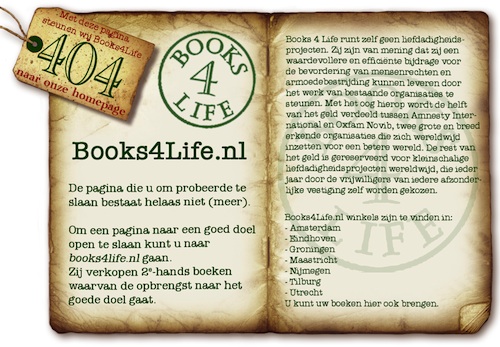 - Met deze pagina
steunen wij Books4Life.
404
naar onze homepage
BOOKS
4
LIFE
Books4Life.nl
De pagina die u om probeerde te
slaan bestaat helaas niet (meer).
Om een pagina naar een goed doel
open te slaan kunt u naar
books4life.nl gaan.
Zij verkopen 2e-hands boeken
waarvan de opbrengst naar het
goede doel gaat.
Books 4 Life runt zelf geen liefdadigheids-
projecten. Zij zijn van mening dat zij een
waardevollere en efficiente bijdrage voor
de bevordering van mensenrechten en
armoedebestrijding kunnen leveren door
het werk van bestaande organisaties te
steunen. Met het oog hierop wordt de helft
van het geld verdeeld tussen Amnesty Inter-
national en Oxfam Novib, twee grote en breed
erkende organisaties die zich wereldwijd
inzetten voor een betere wereld. De rest van
het geld is gereserveerd voor kleinschalige
liefdadigheidsprojecten wereldwijd, die ieder
jaar door de vrijwilligers van iedere afzonder-
lijke vestiging zelf worden gekozen.
Books4Life.nl winkels zijn te vinden in:
- Amsterdam
- Eindhoven
- Groningen
- Maastricht
- Nijmegen
- Tilburg
- Utrecht
U kunt uw boeken hier ook brengen.
BOOKS
4
LIFE